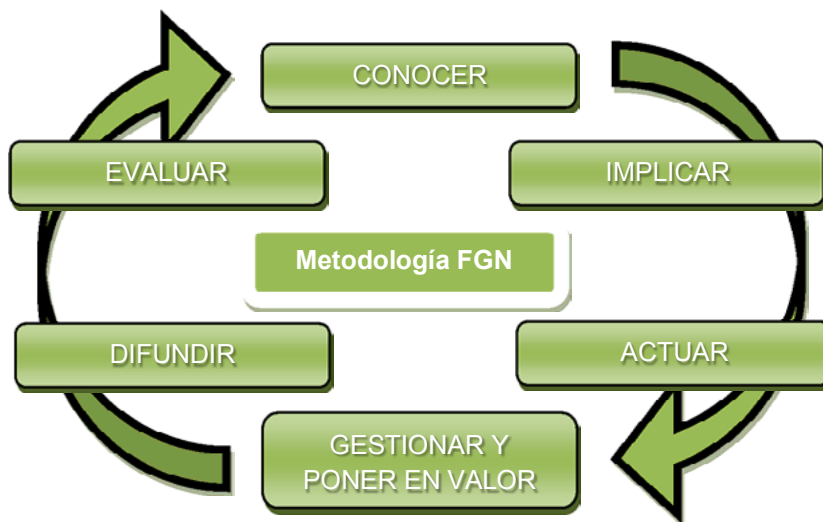 CONOCER
EVALUAR
IMPLICAR
Metodología FGN
DIFUNDIR
ACTUAR
GESTIONAR Y
PONER EN VALOR